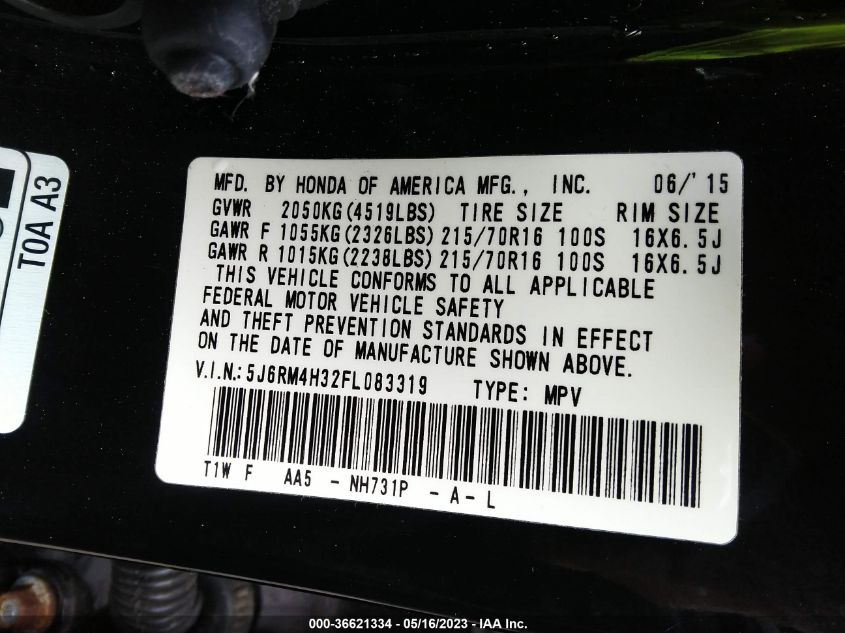 MFD. BY HONDA OF AMERICA MFG., INC. 06/'15
GVWR 2050KG(4519LBS) TIRE SIZE RIM SIZE
GAWR F 1055KG(2326LBS) 215/70R16 100S 16X6.5J
GAWR R 1015KG(2238LBS) 215/70R16 100S 16X6.5J
THIS VEHICLE CONFORMS TO ALL APPLICABLE
FEDERAL MOTOR VEHICLE SAFETY
AND THEFT PREVENTION STANDARDS IN EFFECT
ON THE DATE OF MANUFACTURE SHOWN ABOVE.
V.I.N.: 5J6RM4H32FL083319 TYPE: MPV
T1W F AA5 - NH731P - A - L
T0A A3
000-36621334 - 05/16/2023 - IAA Inc.